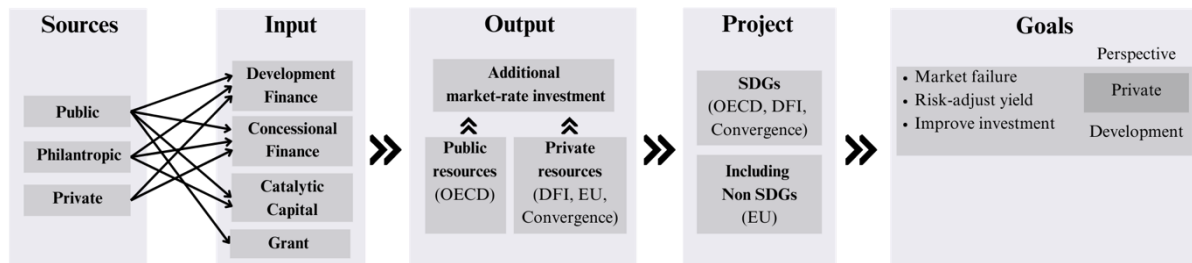 Sources
Public
Philantropic
Private
Input
Development
Finance
Concessional
Finance
Catalytic
Capital
Grant
Output
Additional
market-rate investment
Public
resources
(OECD)
Private
resources
(DFI, EU,
Convergence)
Project
SDGs
(OECD, DFI,
Convergence)
Including
Non SDGs
(EU)
Goals
Perspective
• Market failure
• Risk-adjust yield
• Improve investment
Private
Development